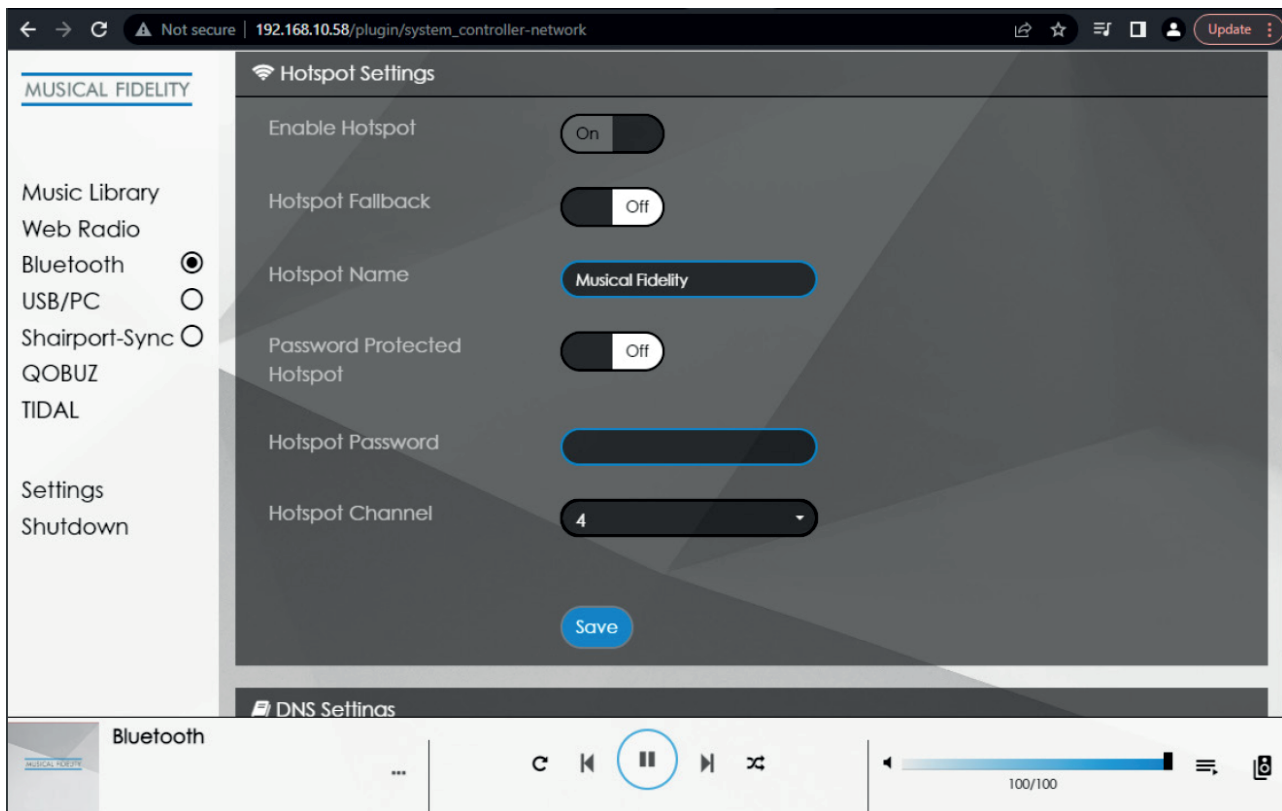 Not secure | 192.168.10.58/plugin/system_controller-network
Update
MUSICAL FIDELITY
Music Library
Web Radio
Bluetooth
USB/PC
Shairport-Sync
QOBUZ
TIDAL
Settings
Shutdown
Hotspot Settings
Enable Hotspot
On
Hotspot Fallback
Off
Hotspot Name
Musical Fidelity
Password Protected
Hotspot
Off
Hotspot Password
Hotspot Channel
4
Save
DNS Settings
MUSICAL FIDELITY
Bluetooth
...
100/100